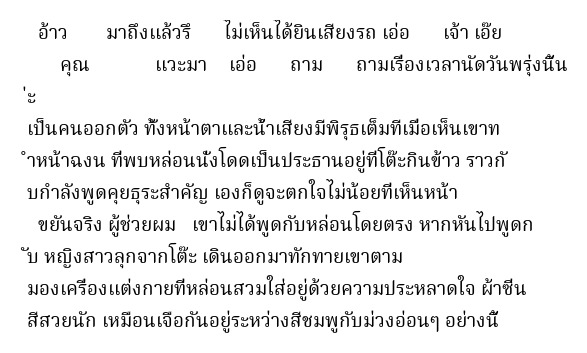 อ้าว มาถึงแล้วรึ ไม่เห็นได้ยินเสียงรถ เอ่อ เจ้า เอ๊ย
คุณ แวะมา เอ่อ ถาม ถามเรื่องเวลานัดวันพรุ่งนี้น
่ะ
เป็นคนออกตัว ทั้งหน้าตาและน้ำเสียงมีพิรุธเต็มที่เมื่อเห็นเขาท
ำหน้าฉงน ที่พบหล่อนนั่งโดดเป็นประธานอยู่ที่โต๊ะกินข้าว ราวกั
บกำลังพูดคุยธุระสำคัญ เองก็ดูจะตกใจไม่น้อยที่เห็นหน้า
ขยันจริง ผู้ช่วยผม เขาไม่ได้พูดกับหล่อนโดยตรง หากหันไปพูดก
ับ หญิงสาวลุกจากโต๊ะ เดินออกมาทักทายเขาตาม
มองเครื่องแต่งกายที่หล่อนสวมใส่อยู่ด้วยความประหลาดใจ ผ้าซิ่น
สีสวยนัก เหมือนเจือกันอยู่ระหว่างสีชมพูกับม่วงอ่อนๆ อย่างนี้